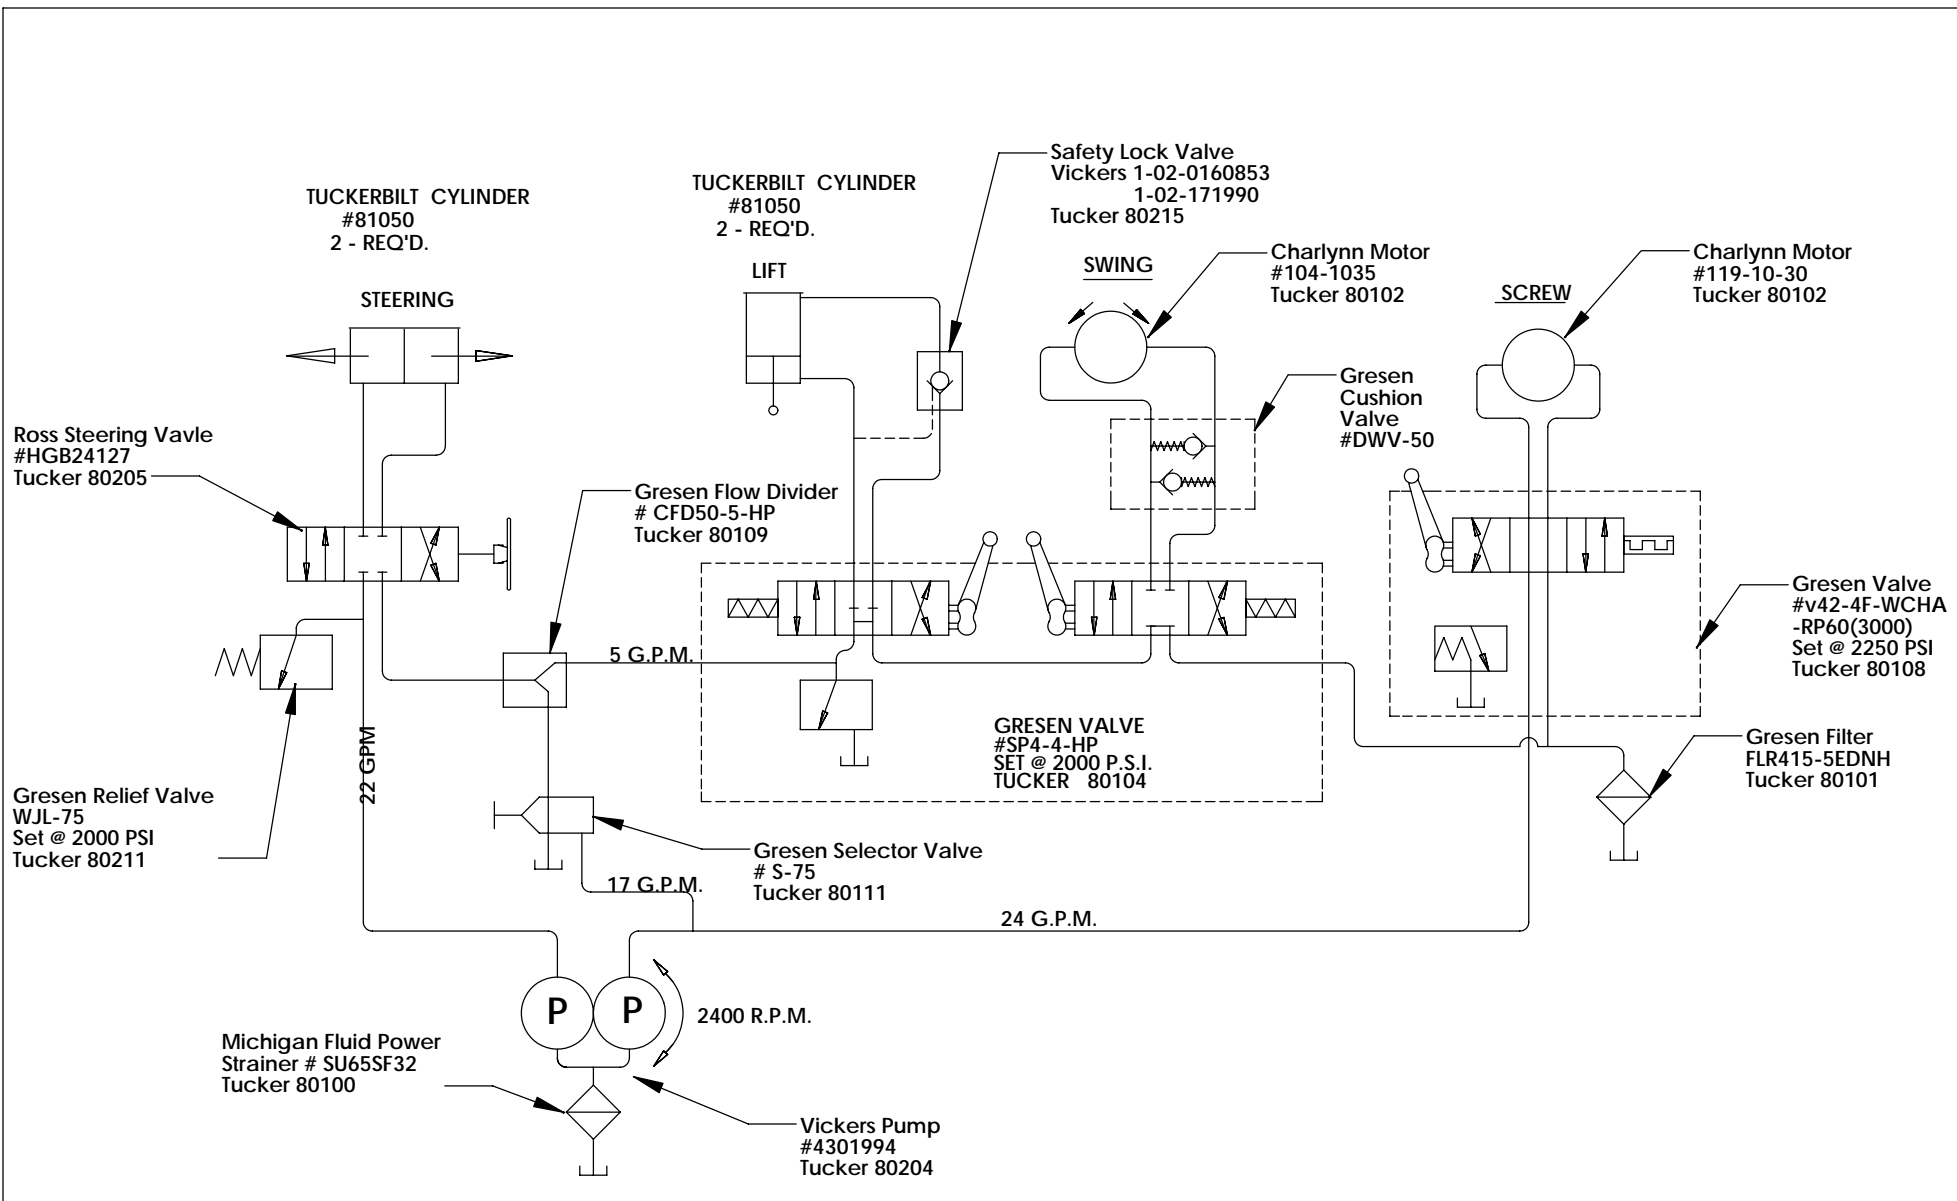 TUCKERBILT CYLINDER
#81050
2 - REQ'D.
STEERING
TUCKERBILT CYLINDER
#81050
2 - REQ'D.
LIFT
Safety Lock Valve
Vickers 1-02-0160853
1-02-171990
Tucker 80215
SWING
Charlynn Motor
#104-1035
Tucker 80102
SCREW
Charlynn Motor
#119-10-30
Tucker 80102
Gresen
Cushion
Valve
#DWV-50
Ross Steering Vavle
#HGB24127
Tucker 80205
Gresen Flow Divider
# CFD50-5-HP
Tucker 80109
Gresen Valve
#v42-4F-WCHA
-RP60(3000)
Set @ 2250 PSI
Tucker 80108
5 G.P.M.
GRESEN VALVE
#SP4-4-HP
SET @ 2000 P.S.I.
TUCKER 80104
22 GPM
Gresen Filter
FLR415-5EDNH
Tucker 80101
Gresen Relief Valve
WJL-75
Set @ 2000 PSI
Tucker 80211
Gresen Selector Valve
# S-75
Tucker 80111
17 G.P.M.
24 G.P.M.
P
P
2400 R.P.M.
Michigan Fluid Power
Strainer # SU65SF32
Tucker 80100
Vickers Pump
#4301994
Tucker 80204